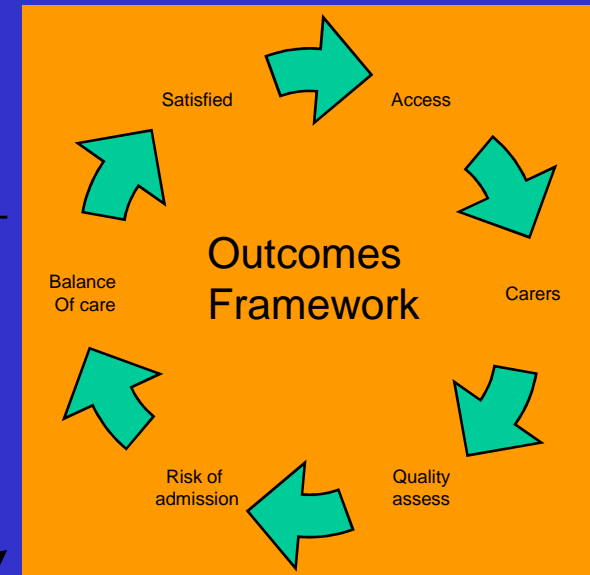 Satisfied
Access
Outcomes
Framework
Balance
Of care
Carers
Risk of
admission
Quality
assess